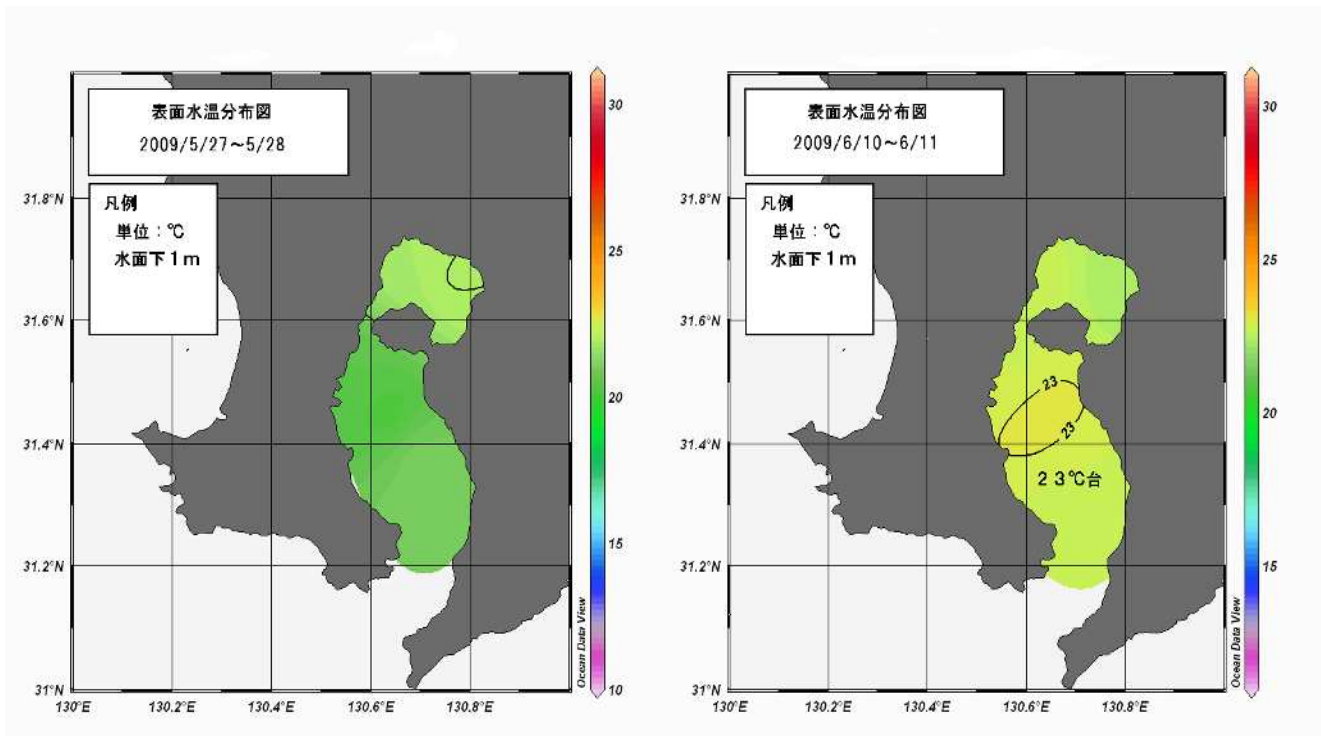 表面水温分布図
2009/5/27～5/28
凡例
単位：℃
水面下１ｍ
30
25
20
15
10
31.8°N
31.6°N
31.4°N
31.2°N
31°N
130°E
130.2°E
130.4°E
130.6°E
130.8°E
Ocean Data View
表面水温分布図
2009/6/10～6/11
凡例
単位：℃
水面下１ｍ
23
23
２３℃台
30
25
20
15
31.8°N
31.6°N
31.4°N
31.2°N
31°N
130°E
130.2°E
130.4°E
130.6°E
130.8°E
Ocean Data View